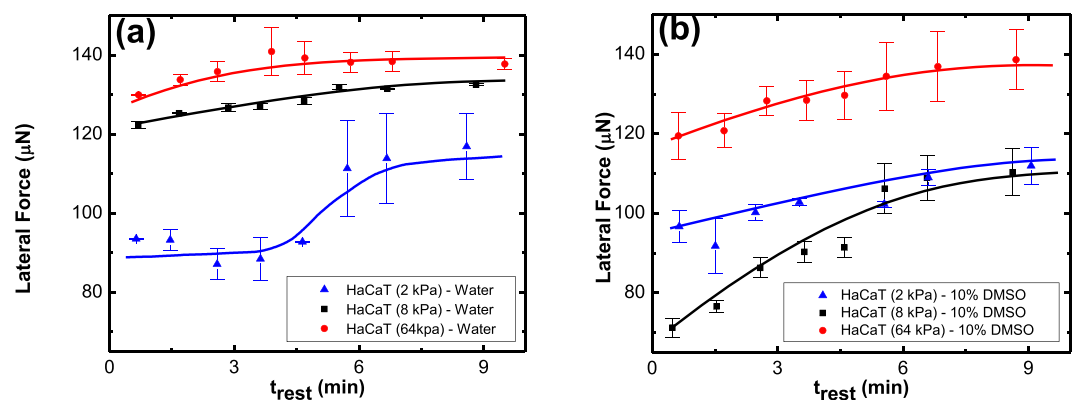 (a)
140
120
100
80
Lateral Force (µN)
0
3
6
9
t_rest (min)
HaCaT (2 kPa) - Water
HaCaT (8 kPa) - Water
HaCaT (64kpa) - Water
(b)
140
120
100
80
Lateral Force (µN)
0
3
6
9
t_rest (min)
HaCaT (2 kPa) - 10% DMSO
HaCaT (8 kPa) - 10% DMSO
HaCaT (64 kPa) - 10% DMSO